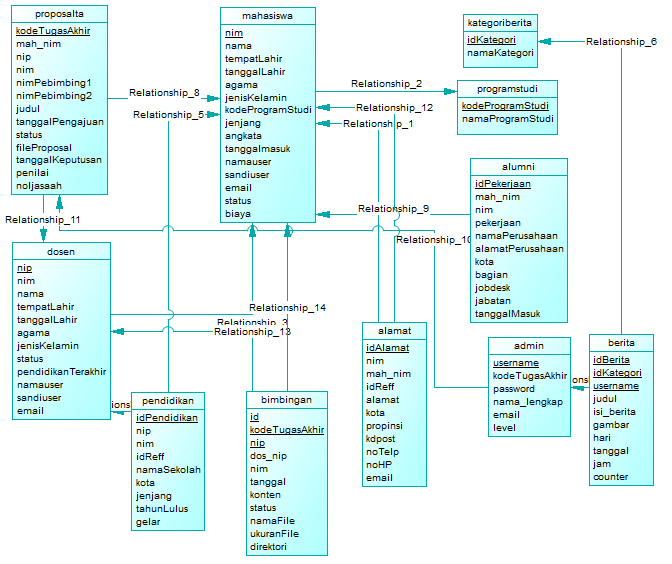 proposalta
kodeTugasAkhir
mah_nim
nip
nim
nimPebimbing1
nimPebimbing2
judul
tanggalPengajuan
status
fileProposal
tanggalKeputusan
penilai
noIjasaah
mahasiswa
nim
nama
tempatLahir
tanggalLahir
agama
jenisKelamin
kodeProgramStudi
jenjang
angkata
tanggalmasuk
namauser
sandiuser
email
status
biaya
kategoriberita
idKategori
namaKategori
Relationship_6
Relationship_8
Relationship_5
Relationship_2
Relationship_12
Relationship_1
programstudi
kodeProgramStudi
namaProgramStudi
alumni
idPekerjaan
mah_nim
nim
pekerjaan
namaPerusahaan
alamatPerusahaan
kota
bagian
jobdesk
jabatan
tanggalMasuk
Relationship_9
Relationship_11
Relationship_10
dosen
nip
nim
nama
tempatLahir
tanggalLahir
agama
jenisKelamin
status
pendidikanTerakhir
namauser
sandiuser
email
Relationship_14
Relationship_3
Relationship_13
alamat
idAlamat
nim
mah_nim
idReff
alamat
kota
propinsi
kdpost
noTelp
noHP
email
admin
username
kodeTugasAkhir
password
nama_lengkap
email
level
ons
berita
idBerita
idKategori
username
judul
isi_berita
gambar
hari
tanggal
jam
counter
ions
pendidikan
idPendidikan
nip
nim
idReff
namaSekolah
kota
jenjang
tahunLulus
gelar
bimbingan
id
kodeTugasAkhir
nip
dos_nip
nim
tanggal
konten
status
namaFile
ukuranFile
direktori